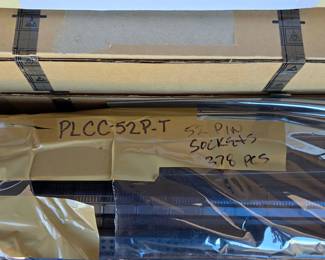 PLCC-52P-T
52 PIN
SOCKETS
378 PCS